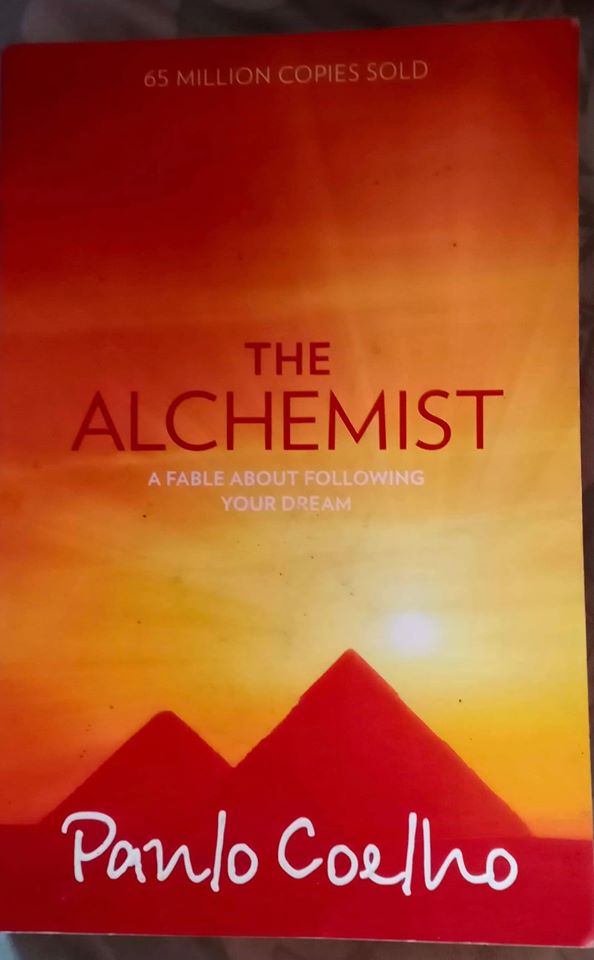 65 MILLION COPIES SOLD
THE
ALCHEMIST
A FABLE ABOUT FOLLOWING
YOUR DREAM
Paulo Coelho